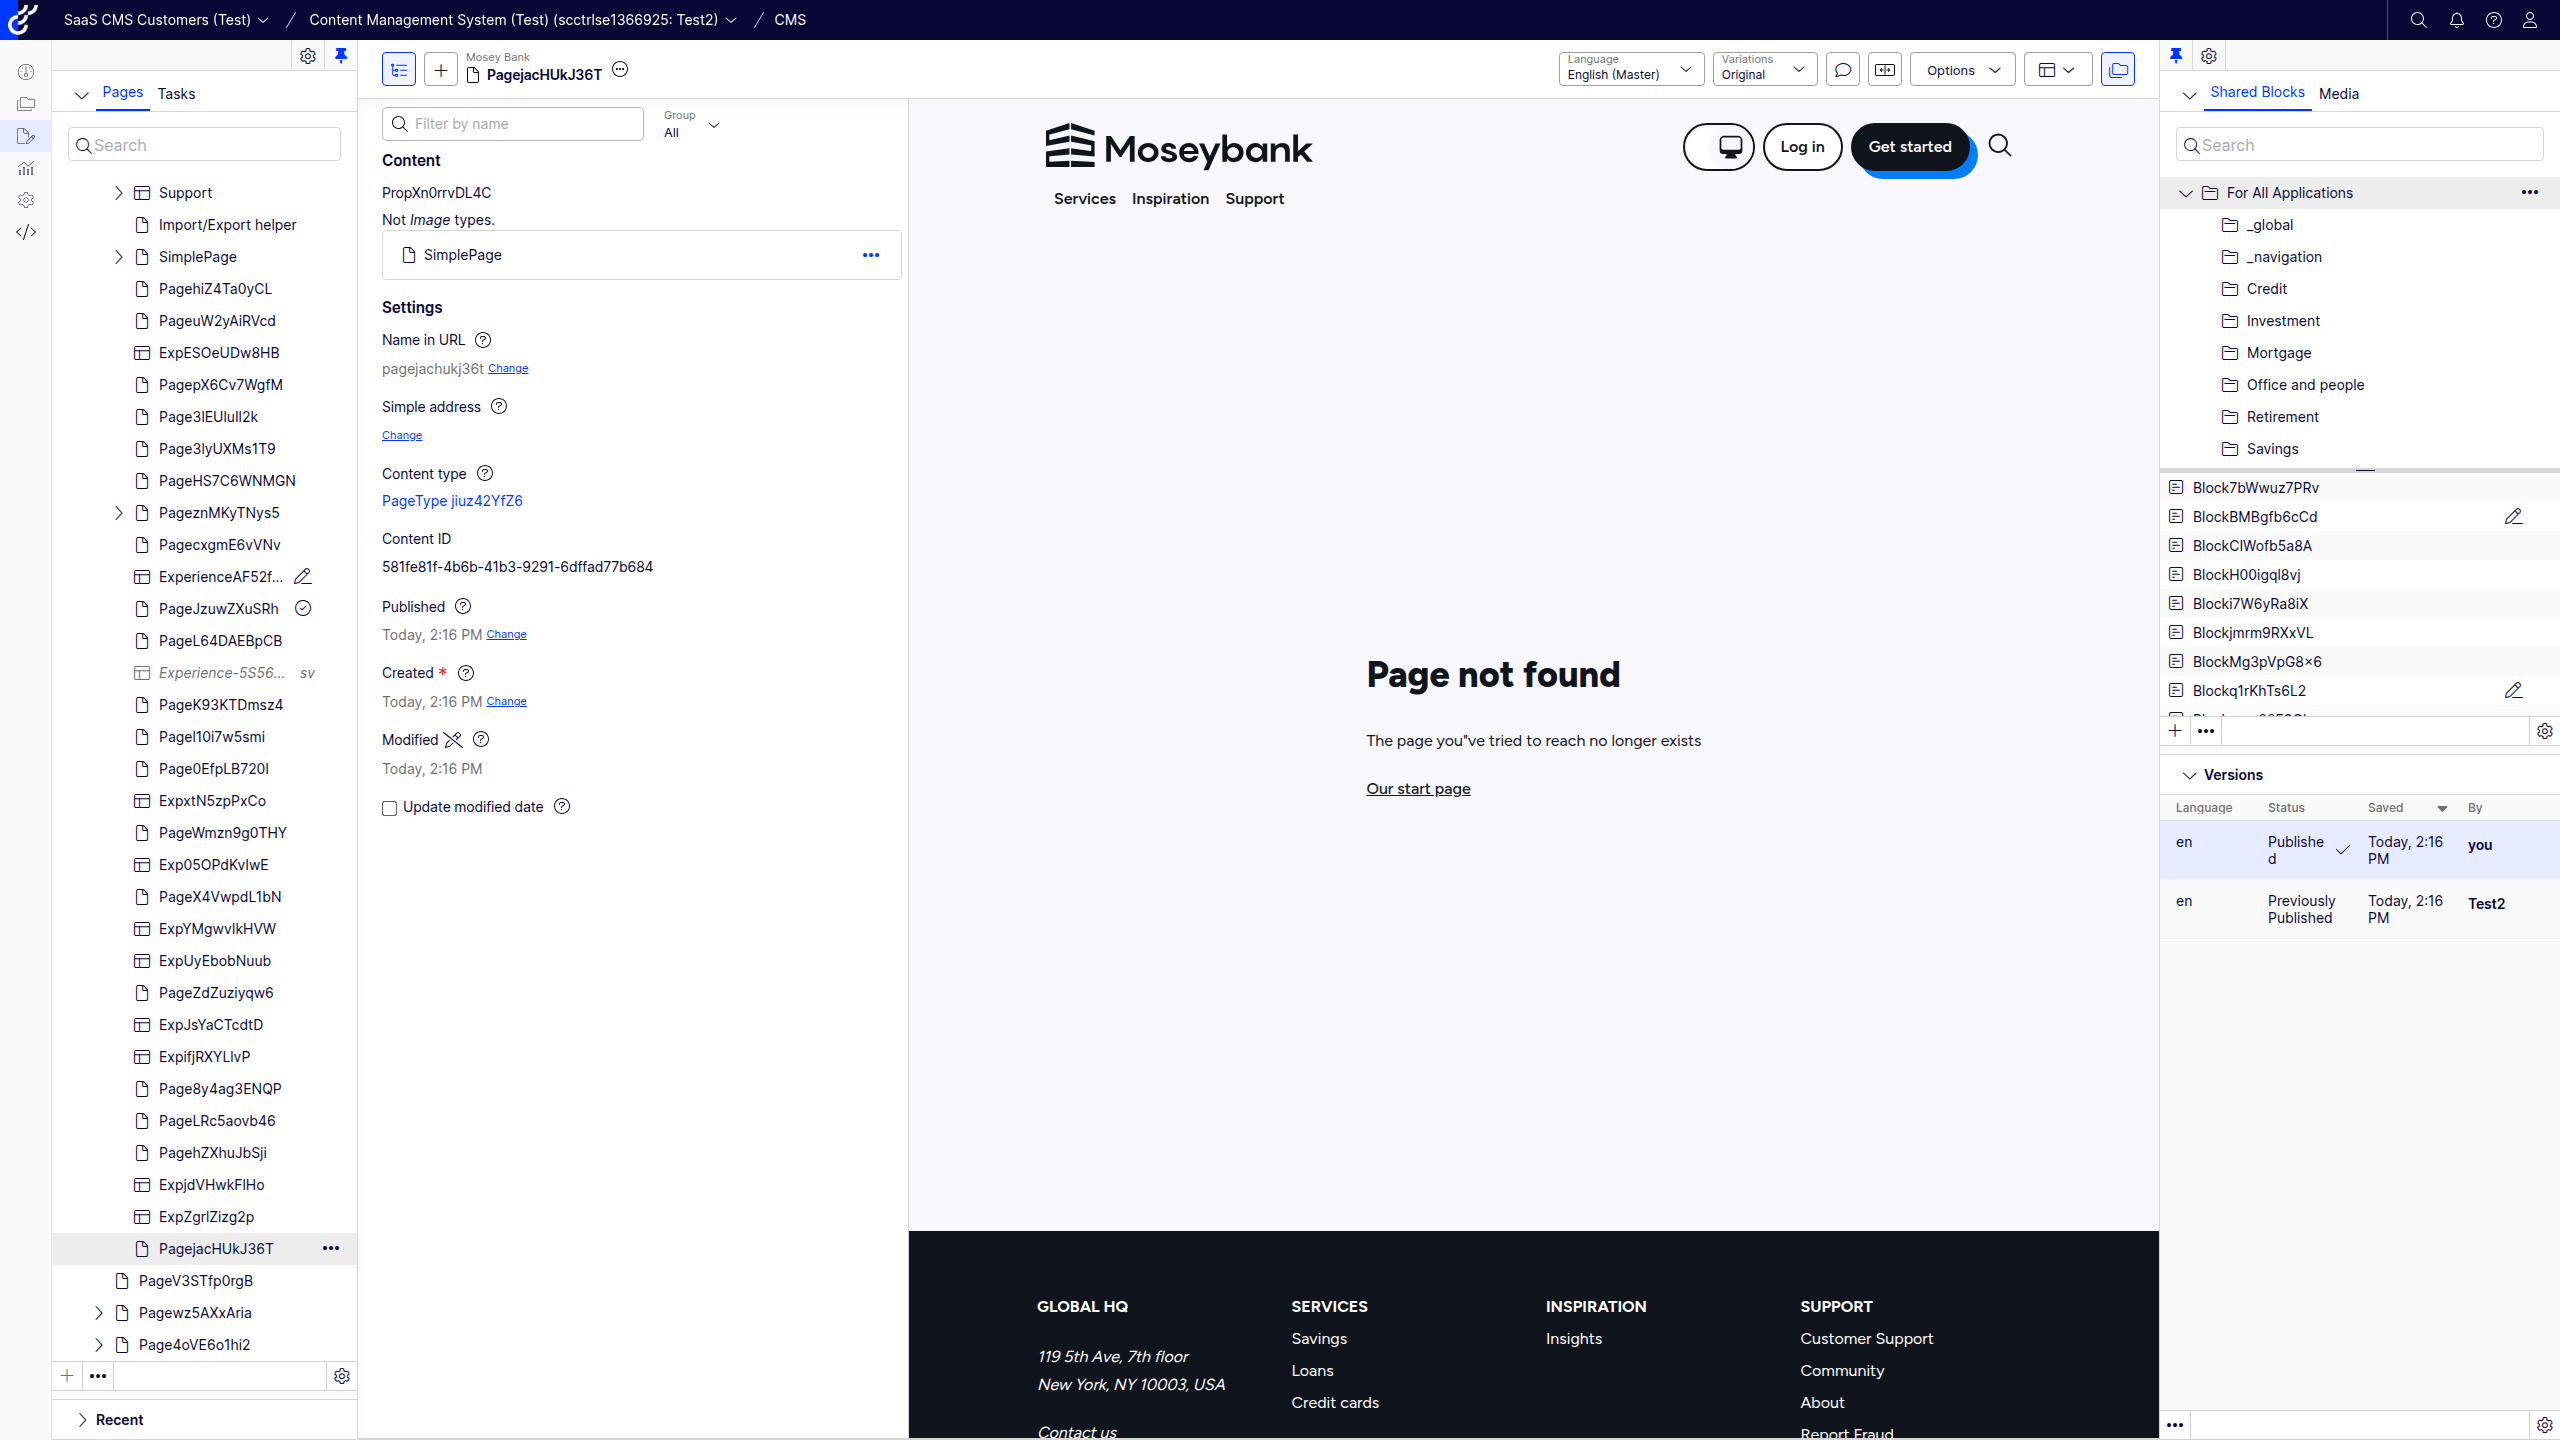 SaaS CMS Customers (Test)
Content Management System (Test) (scctrlse1366925: Test2)
CMS
Pages
Tasks
Search
Support
Import/Export helper
SimplePage
PagehiZ4Ta0yCL
PageuW2yAiRVcd
ExpESOeUDw8HB
PagepX6Cv7WgfM
Page3lEUIull2k
Page3lyUXMs1T9
PageHS7C6WNMGN
PageznMKyTNys5
PagecxgmE6vVNv
ExperienceAF52f...
PageJzuwZXuSRh
PageL64DAEBpCB
Experience-5S56... sv
PageK93KTDmsz4
PageI10i7w5smi
Page0EfpLB720I
ExpxtN5zpPxCo
PageWmzn9g0THY
Exp05OPdKvlwE
PageX4VwpdL1bN
ExpYMgwvIkHVW
ExpUyEbobNuub
PageZdZuziyqw6
ExpJsYaCTcdtD
ExpifjRXYLlvP
Page8y4ag3ENQP
PageLRc5aovb46
PagehZXhuJbSji
ExpjdVHwkFlHo
ExpZgrlZizg2p
PagejacHUkJ36T
PageV3STfp0rgB
Pagewz5AXxAria
Page4oVE6o1hi2
Recent
Mosey Bank
PagejacHUkJ36T
Language
English (Master)
Variations
Original
Options
Filter by name
Group
All
Content
PropXn0rrvDL4C
Not Image types.
SimplePage
Settings
Name in URL
pagejachukj36t Change
Simple address
Change
Content type
PageType jiuz42YfZ6
Content ID
581fe81f-4b6b-41b3-9291-6dffad77b684
Published
Today, 2:16 PM Change
Created *
Today, 2:16 PM Change
Modified
Today, 2:16 PM
Update modified date
Moseybank
Log in
Get started
Services Inspiration Support
Page not found
The page you"ve tried to reach no longer exists
Our start page
GLOBAL HQ
119 5th Ave, 7th floor
New York, NY 10003, USA
Contact us
SERVICES
Savings
Loans
Credit cards
INSPIRATION
Insights
SUPPORT
Customer Support
Community
About
Report Fraud
Shared Blocks
Media
Search
For All Applications
_global
_navigation
Credit
Investment
Mortgage
Office and people
Retirement
Savings
Block7bWwuz7PRv
BlockBMBgfb6cCd
BlockCIWofb5a8A
BlockH00igql8vj
Blocki7W6yRa8iX
Blockjmrm9RXxVL
BlockMg3pVpG8x6
Blockq1rKhTs6L2
Versions
Language Status Saved By
en Publishe
d Today, 2:16
PM you
en Previously
Published Today, 2:16
PM Test2